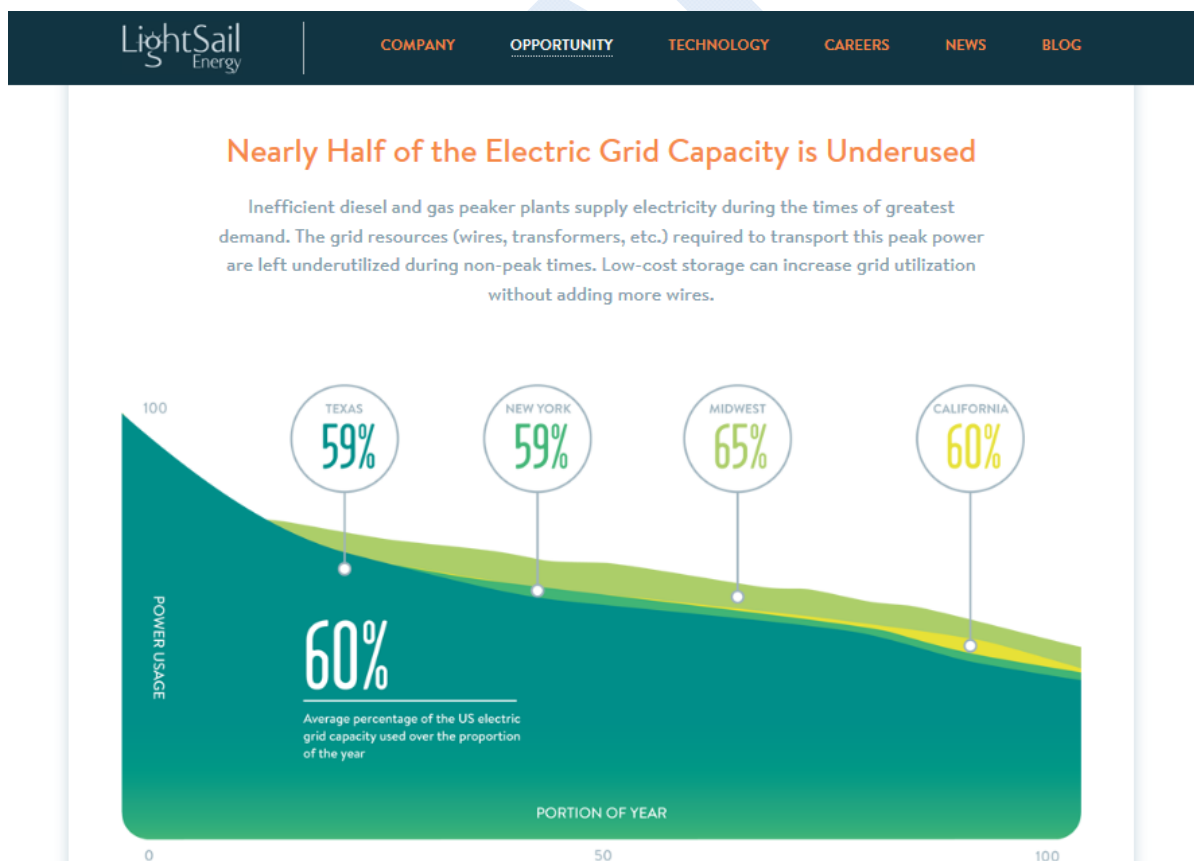 LightSail
Energy
COMPANY
OPPORTUNITY
TECHNOLOGY
CAREERS
NEWS
BLOG
Nearly Half of the Electric Grid Capacity is Underused
Inefficient diesel and gas peaker plants supply electricity during the times of greatest
demand. The grid resources (wires, transformers, etc.) required to transport this peak power
are left underutilized during non-peak times. Low-cost storage can increase grid utilization
without adding more wires.
100
TEXAS
59%
NEW YORK
59%
MIDWEST
65%
CALIFORNIA
60%
POWER USAGE
60%
Average percentage of the US electric
grid capacity used over the proportion
of the year
PORTION OF YEAR
0
50
100